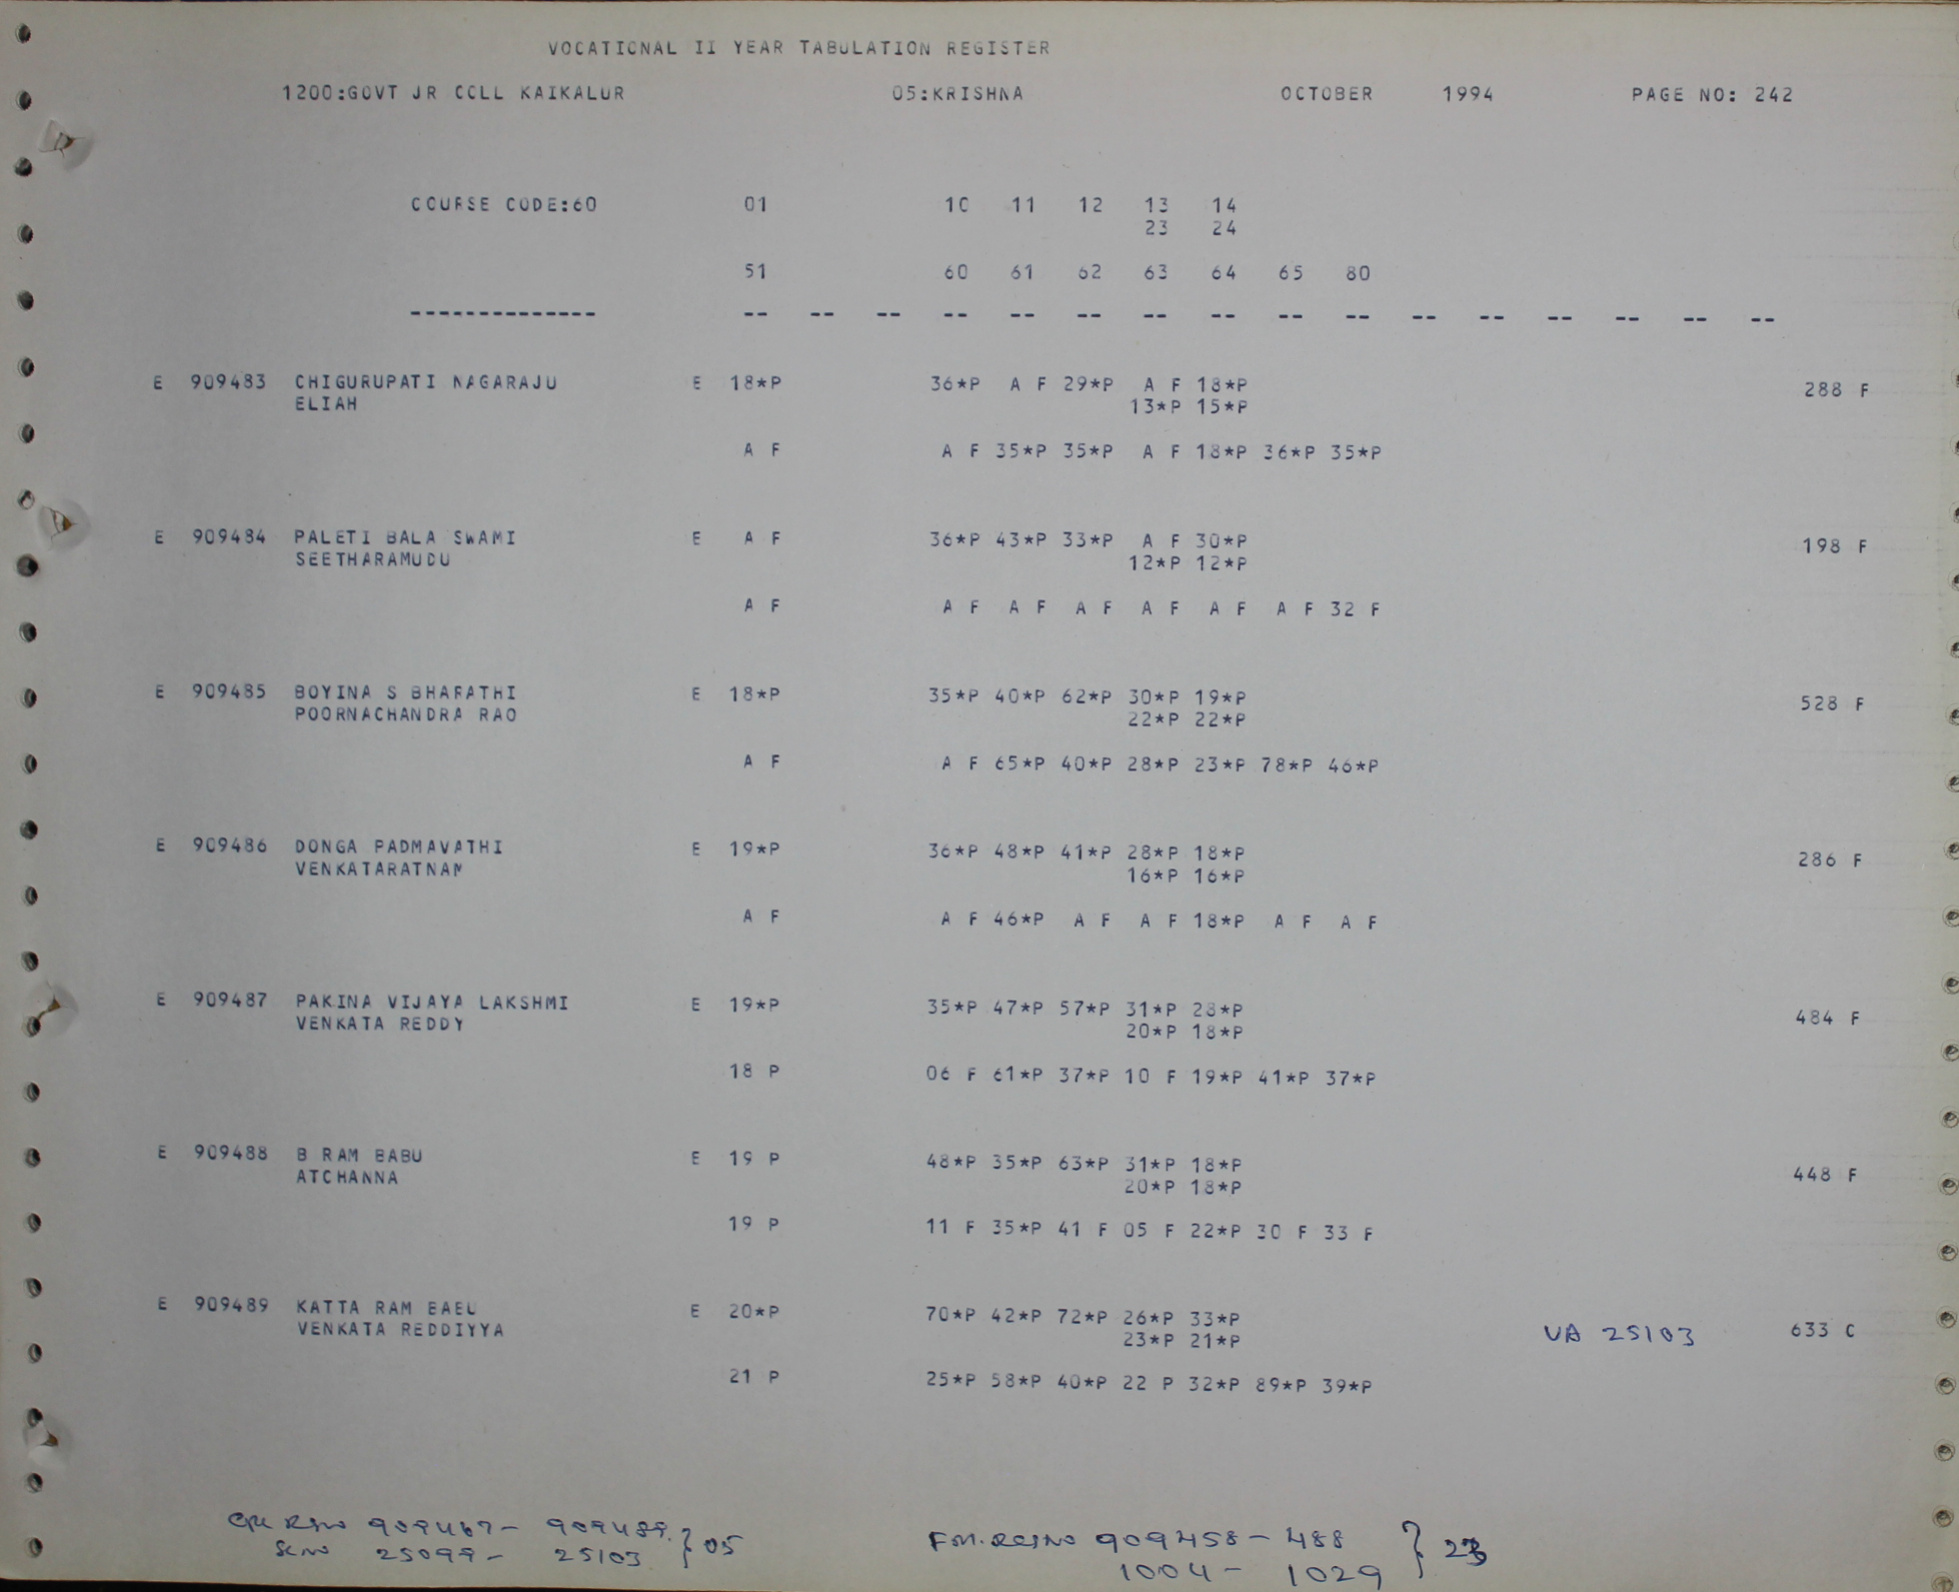 VOCATIONAL II YEAR TABULATION REGISTER
1200:GOVT JR COLL KAIKALUR 05:KRISHNA OCTOBER 1994 PAGE NO: 242
COURSE CODE:60 01 10 11 12 13 14
23 24
51 60 61 62 63 64 65 80
-------------- -- -- -- -- -- -- -- -- -- -- -- -- -- -- -- --
E 909483 CHIGURUPATI NAGARAJU E 18*P 36*P A F 29*P A F 18*P 288 F
ELIAH 13*P 15*P
A F A F 35*P 35*P A F 18*P 36*P 35*P
E 909484 PALETI BALA SWAMI E A F 36*P 43*P 33*P A F 30*P 198 F
SEETHARAMUDU 12*P 12*P
A F A F A F A F A F A F A F 32 F
E 909485 BOYINA S BHARATHI E 18*P 35*P 40*P 62*P 30*P 19*P 528 F
POORNACHANDRA RAO 22*P 22*P
A F A F 65*P 40*P 28*P 23*P 78*P 46*P
E 909486 DONGA PADMAVATHI E 19*P 36*P 48*P 41*P 28*P 18*P 286 F
VENKATARATNAM 16*P 16*P
A F A F 46*P A F A F 18*P A F A F
E 909487 PAKINA VIJAYA LAKSHMI E 19*P 35*P 47*P 57*P 31*P 28*P 484 F
VENKATA REDDY 20*P 18*P
18 P 06 F 61*P 37*P 10 F 19*P 41*P 37*P
E 909488 B RAM BABU E 19 P 48*P 35*P 63*P 31*P 18*P 448 F
ATCHANNA 20*P 18*P
19 P 11 F 35*P 41 F 05 F 22*P 30 F 33 F
E 909489 KATTA RAM BABU E 20*P 70*P 42*P 72*P 26*P 33*P VA 25103 633 C
VENKATA REDDIYYA 23*P 21*P
21 P 25*P 58*P 40*P 22 P 32*P 89*P 39*P
909467 - 909489 } 05
25099 - 25103
909458 - 488 } 23
1004 - 1029